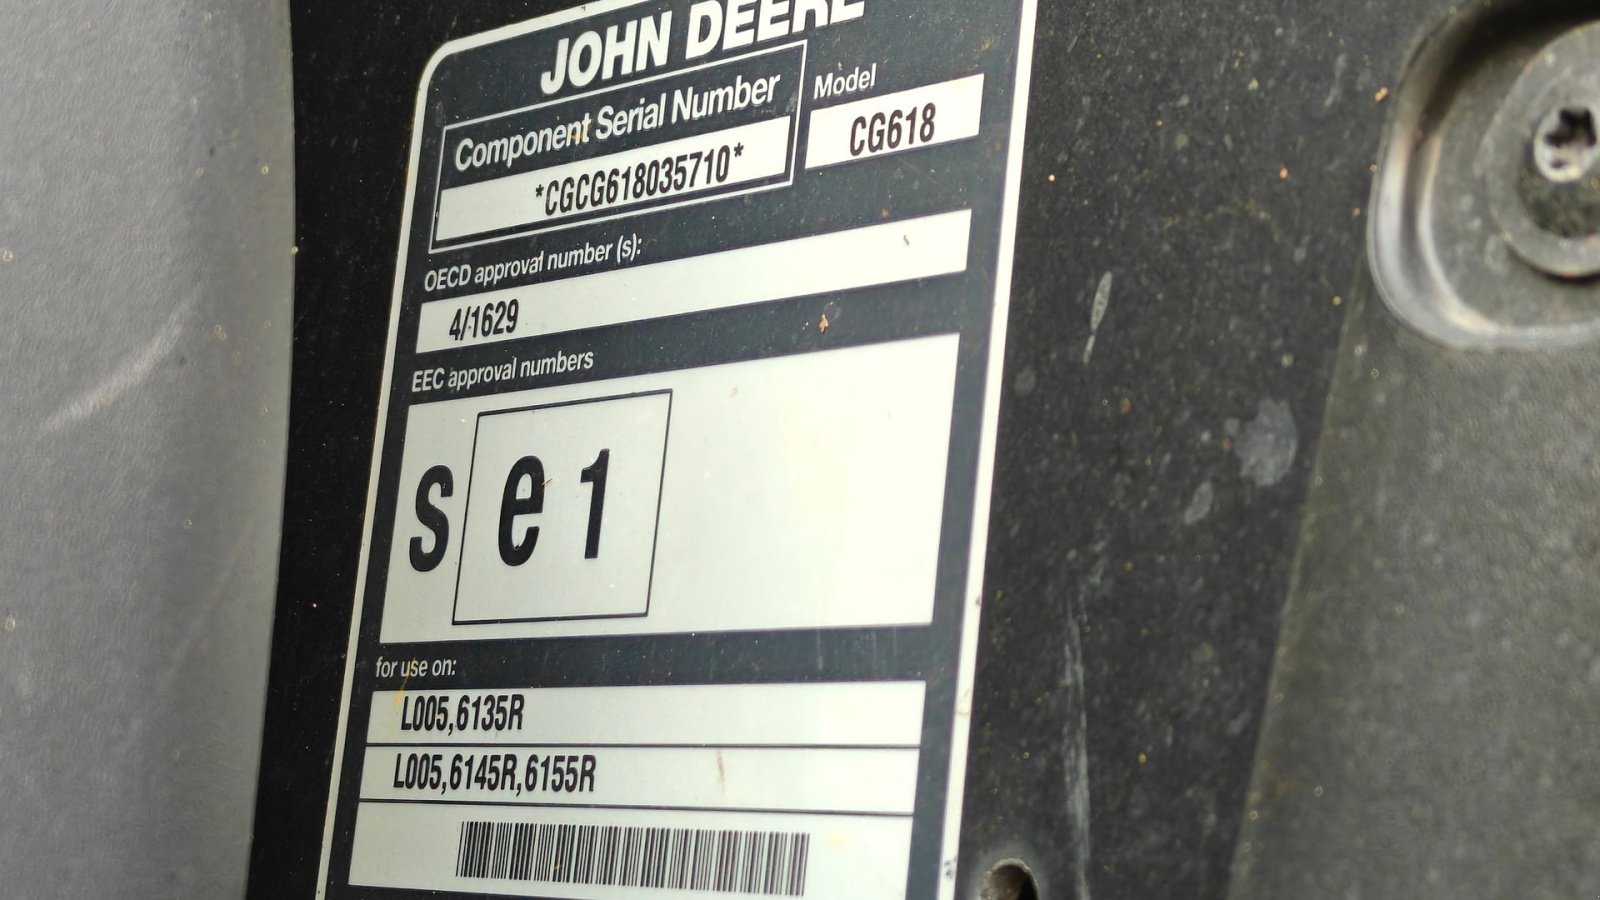 JOHN DEERE
Component Serial Number
*CGCG618035710*
Model
CG618
OECD approval number (s):
4/1629
EEC approval numbers
s e 1
for use on:
L005,6135R
L005,6145R,6155R